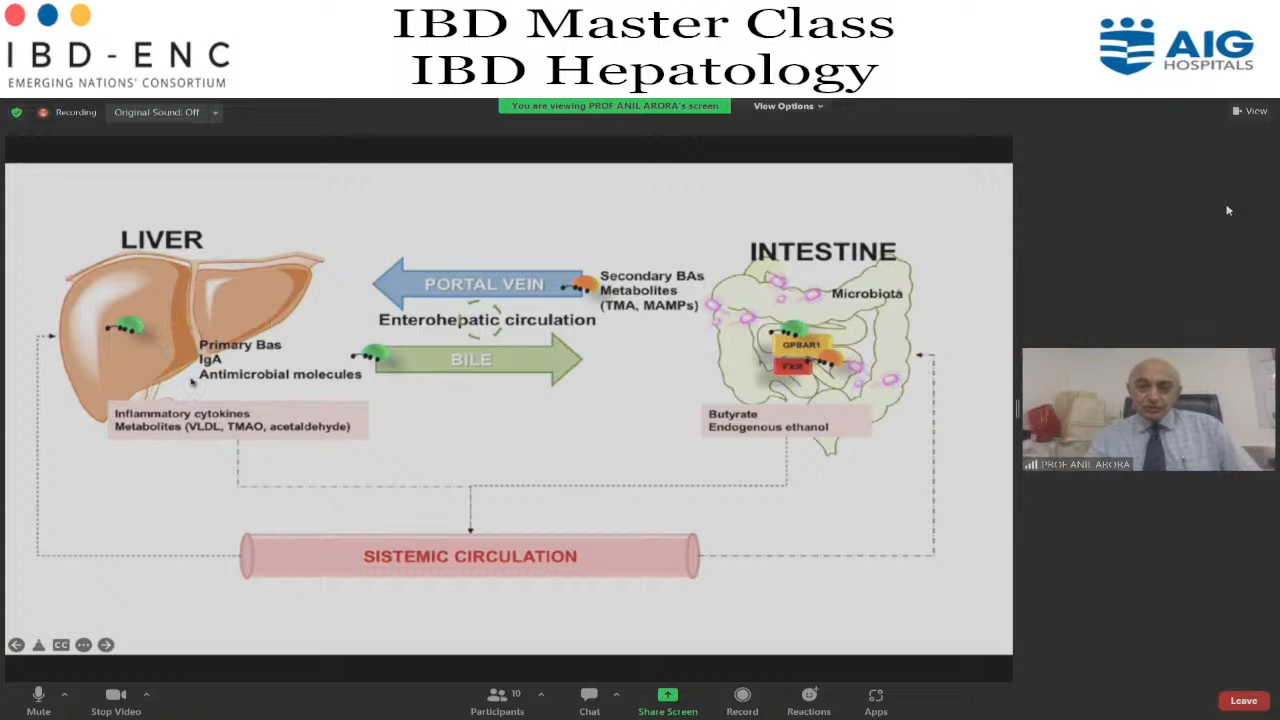 IBD Master Class
IBD Hepatology
IBD-ENC
EMERGING NATIONS' CONSORTIUM
AIG
HOSPITALS
Recording
Original Sound: Off
You are viewing PROF ANIL ARORA's screen
View Options
View
LIVER
INTESTINE
PORTAL VEIN
Secondary BAs
Metabolites
(TMA, MAMPs)
Microbiota
Enterohepatic circulation
GPBAR1
FXR
Primary Bas
IgA
Antimicrobial molecules
BILE
Inflammatory cytokines
Metabolites (VLDL, TMAO, acetaldehyde)
Butyrate
Endogenous ethanol
PROF ANIL ARORA
SISTEMIC CIRCULATION
CC
Mute
Stop Video
10
Participants
Chat
Share Screen
Record
Reactions
Apps
Leave